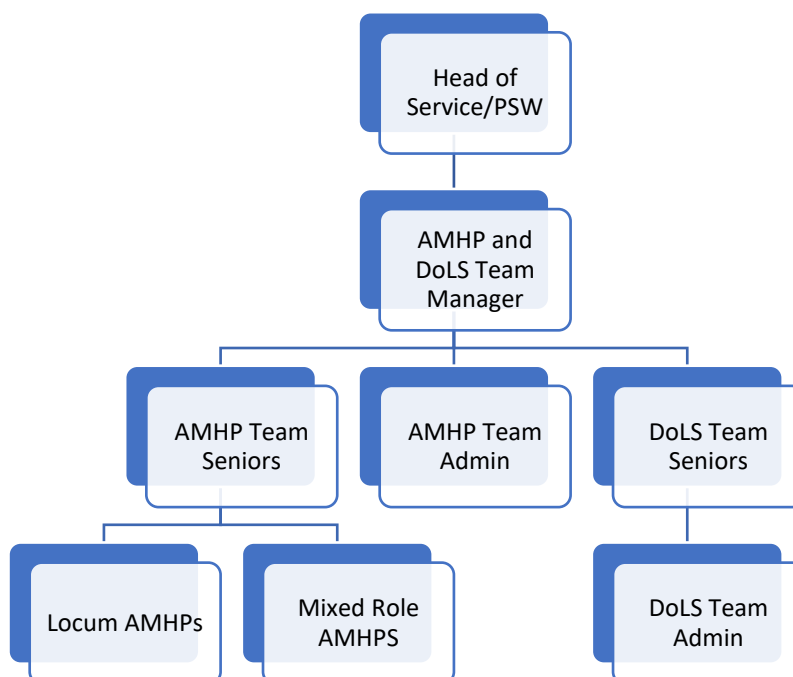 Head of
Service/PSW
AMHP and
DoLS Team
Manager
AMHP Team
Seniors
AMHP Team
Admin
DoLS Team
Seniors
Locum AMHPs
Mixed Role
AMHPS
DoLS Team
Admin